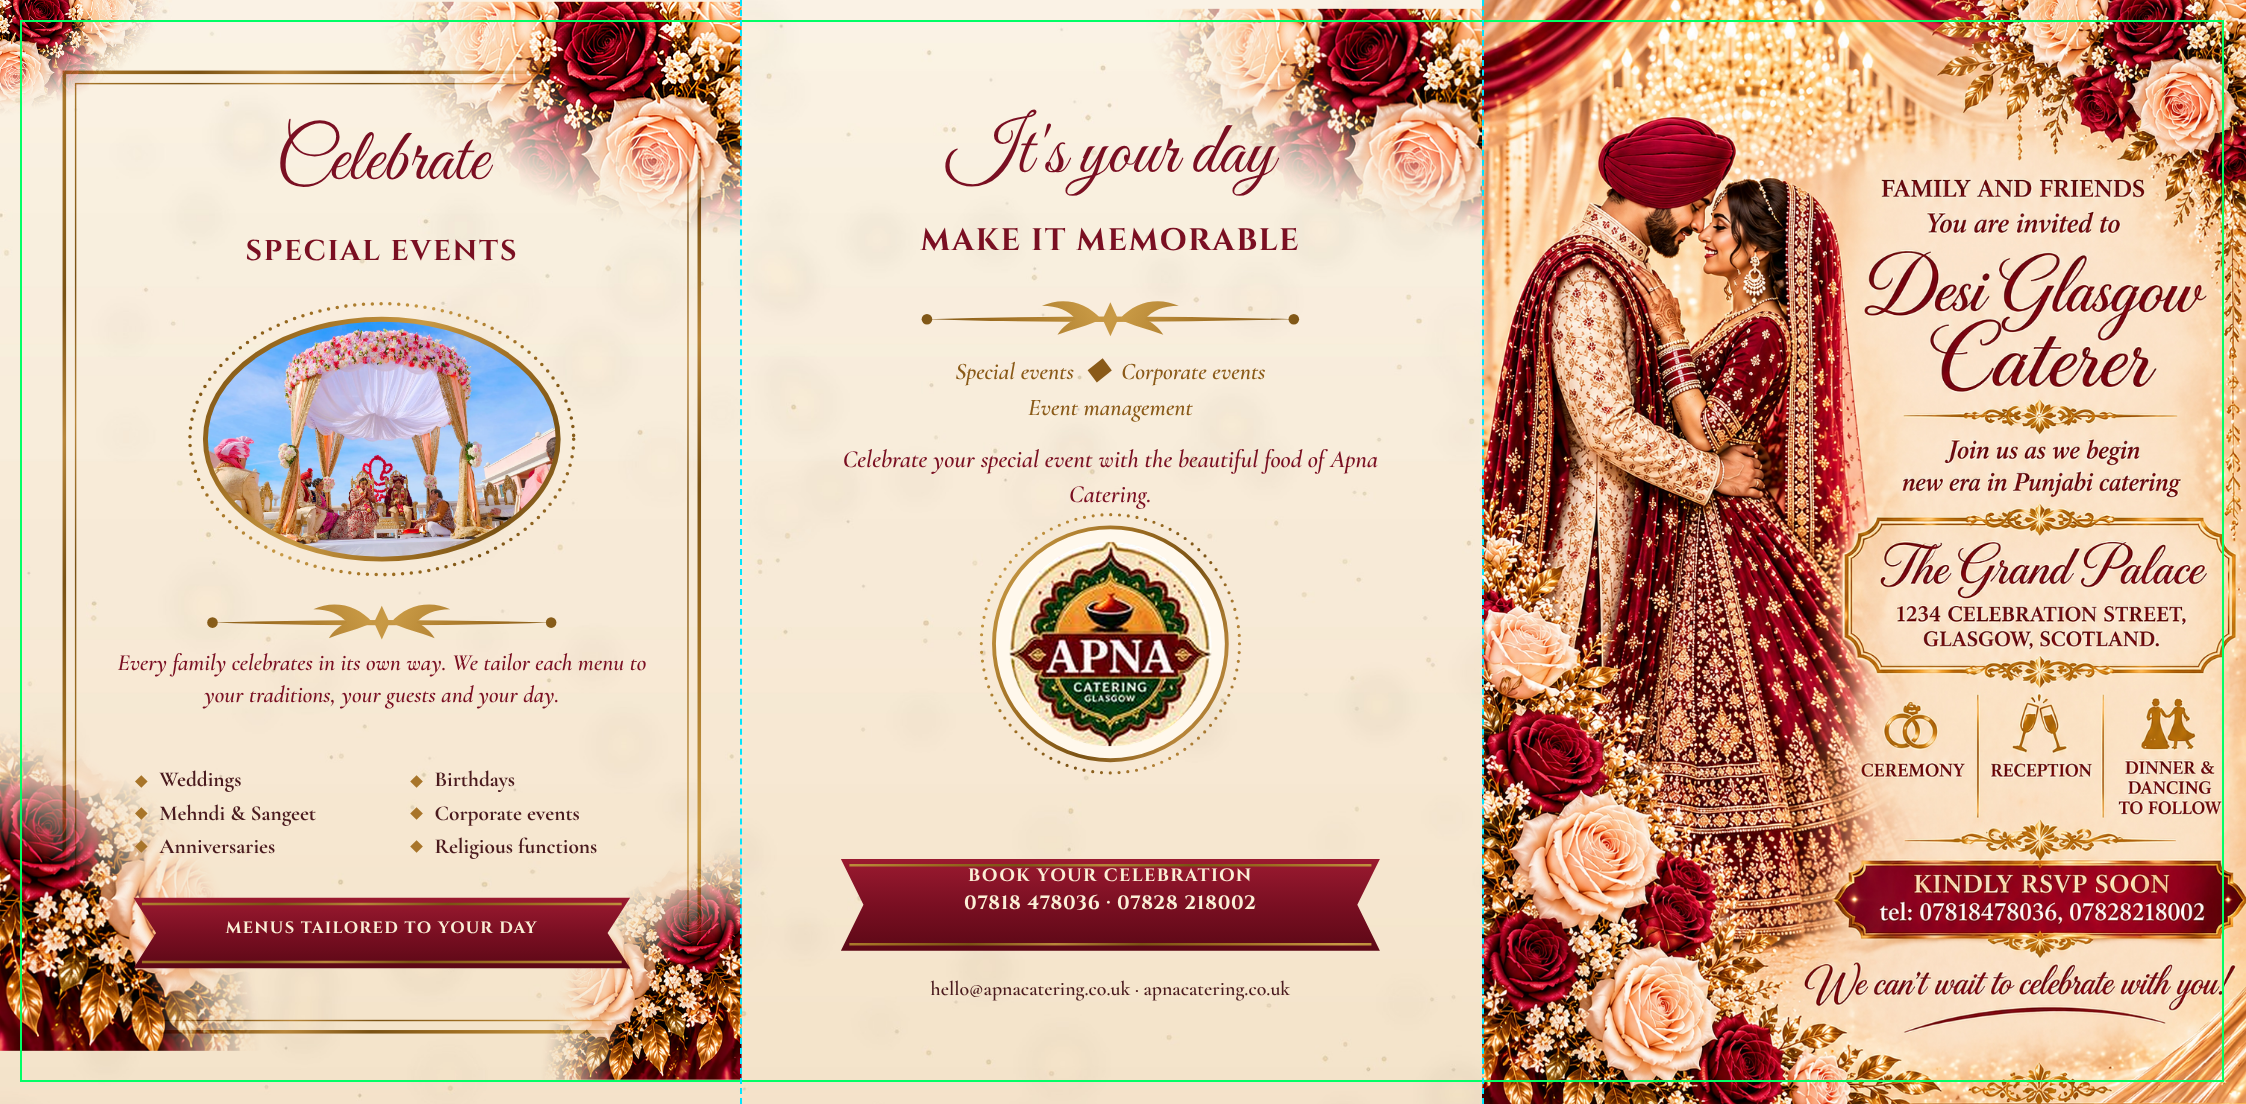 Celebrate
SPECIAL EVENTS
Every family celebrates in its own way. We tailor each menu to
your traditions, your guests and your day.
Weddings
Mehndi & Sangeet
Anniversaries
Birthdays
Corporate events
Religious functions
MENUS TAILORED TO YOUR DAY
It's your day
MAKE IT MEMORABLE
Special events ◆ Corporate events
Event management
Celebrate your special event with the beautiful food of Apna
Catering.
APNA
CATERING
GLASGOW
BOOK YOUR CELEBRATION
07818 478036 · 07828 218002
hello@apnacatering.co.uk · apnacatering.co.uk
FAMILY AND FRIENDS
You are invited to
Desi Glasgow
Caterer
Join us as we begin
new era in Punjabi catering
The Grand Palace
1234 CELEBRATION STREET,
GLASGOW, SCOTLAND.
CEREMONY
RECEPTION
DINNER &
DANCING
TO FOLLOW
KINDLY RSVP SOON
tel: 07818478036, 07828218002
We can't wait to celebrate with you!